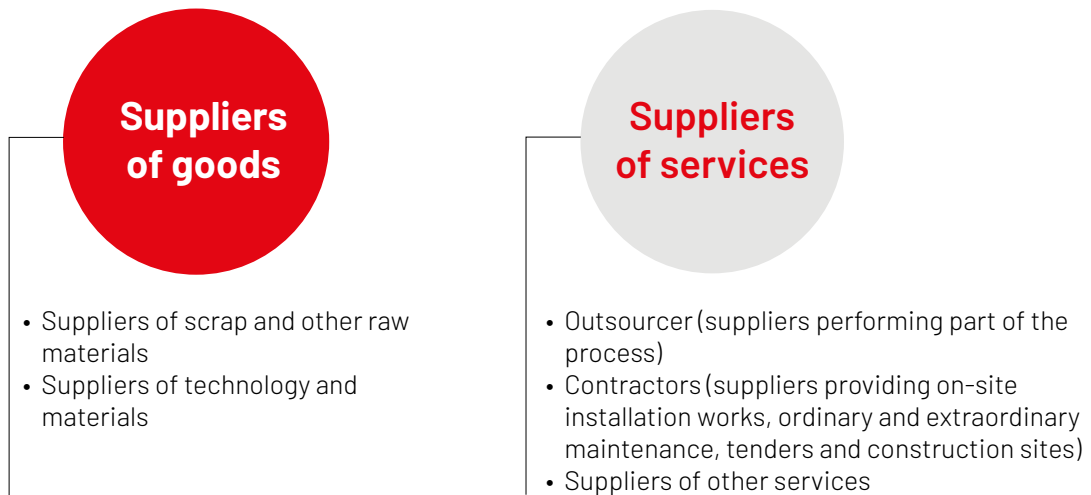 Suppliers
of goods
• Suppliers of scrap and other raw
materials
• Suppliers of technology and
materials
Suppliers
of services
• Outsourcer (suppliers performing part of the
process)
• Contractors (suppliers providing on-site
installation works, ordinary and extraordinary
maintenance, tenders and construction sites)
• Suppliers of other services